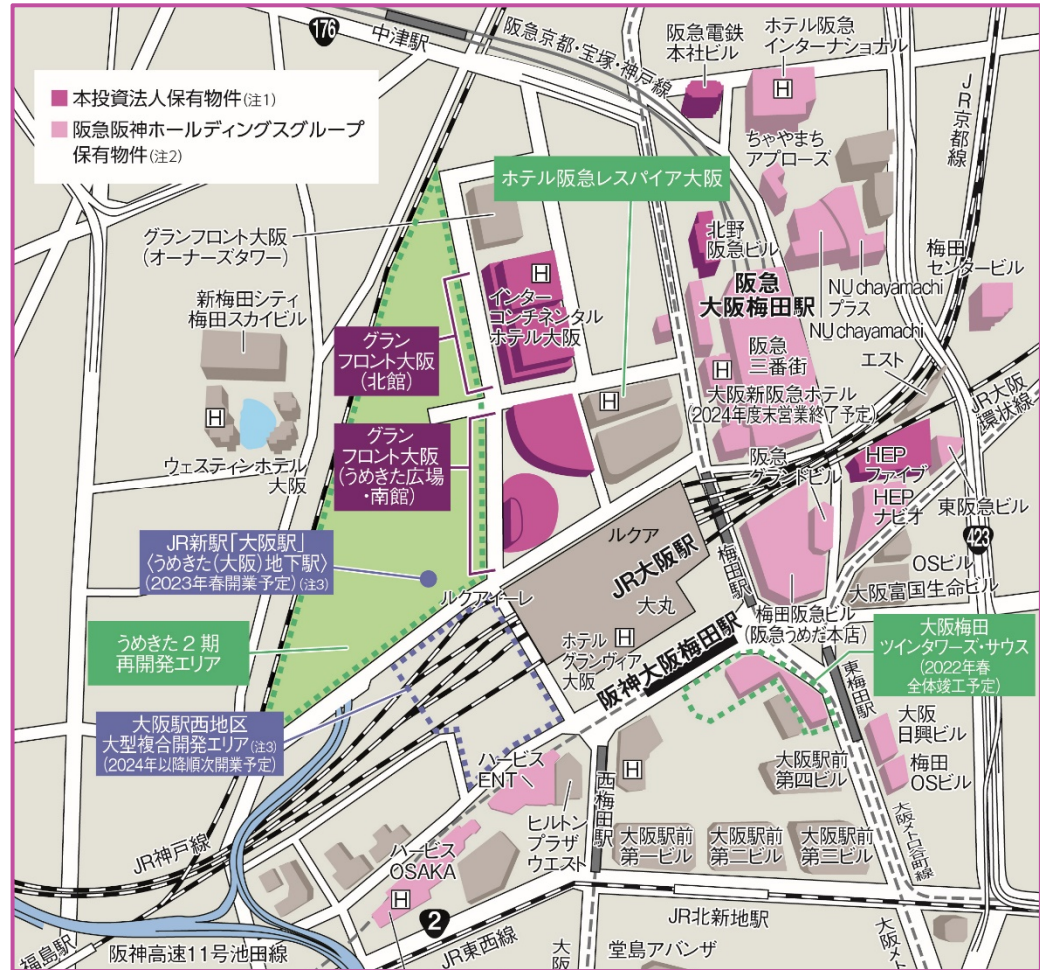 176
中津駅
阪急京都・宝塚・神戸線
阪急電鉄
本社ビル
ホテル阪急
インターナショナル
H
JR京都線
本投資法人保有物件(注1)
阪急阪神ホールディングスグループ
保有物件(注2)
ちゃやまち
アプローズ
ホテル阪急レスパイア大阪
グランフロント大阪
(オーナーズタワー)
北野
阪急ビル
梅田
センタービル
新梅田シティ
梅田スカイビル
H
インター
コンチネンタル
ホテル大阪
阪急
大阪梅田駅
NU chayamachi
プラス
NU chayamachi
グラン
フロント大阪
(北館)
阪急
三番街
エスト
H
H
大阪新阪急ホテル
(2024年度末営業終了予定)
JR大阪
環状線
H
ウェスティンホテル
大阪
グラン
フロント大阪
(うめきた広場
・南館)
阪急
グランドビル
HEP
ファイブ
HEP
ナビオ
東阪急ビル
423
JR新駅「大阪駅」
〈うめきた(大阪)地下駅〉
(2023年春開業予定)(注3)
ルクア
JR大阪駅
梅田駅
OSビル
大阪富国生命ビル
ルクアイーレ
大丸
梅田阪急ビル
(阪急うめだ本店)
うめきた2期
再開発エリア
ホテル
グランヴィア
大阪
H
阪神大阪梅田駅
大阪梅田
ツインタワーズ・サウス
(2022年春
全体竣工予定)
東梅田駅
大阪駅西地区
大型複合開発エリア(注3)
(2024年以降順次開業予定)
大阪
日興ビル
梅田
OSビル
ハービス
ENT
H
西梅田駅
大阪駅前
第四ビル
ヒルトン
プラザ
ウエスト
大阪駅前
第一ビル
大阪駅前
第二ビル
大阪駅前
第三ビル
大阪メトロ谷町線
JR神戸線
ハービス
OSAKA
H
2
JR北新地駅
福島駅
阪神高速11号池田線
JR東西線
大阪
堂島アバンザ
大阪メト